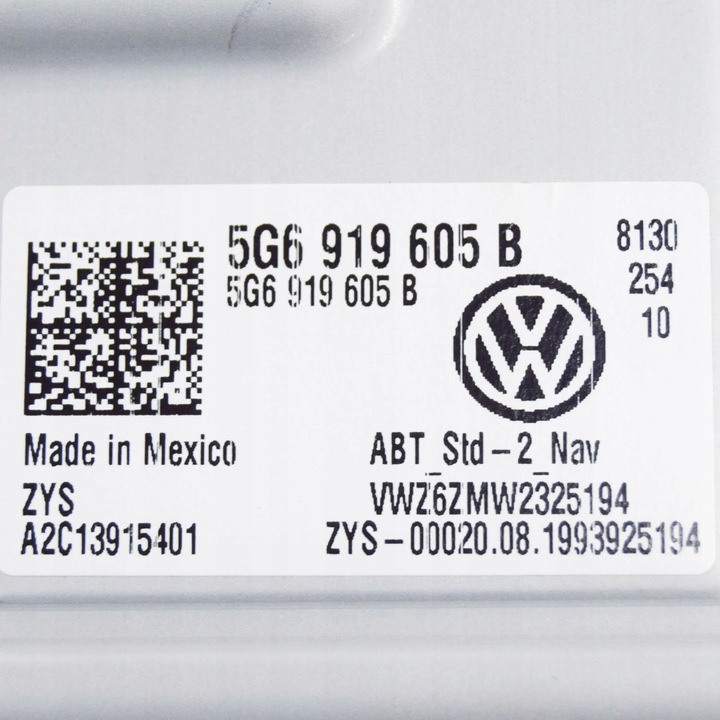 5G6 919 605 B
5G6 919 605 B
8130
254
10
Made in Mexico
ABT_Std-2_Nav
ZYS
VWZ6ZMW2325194
A2C13915401
ZYS-00020.08.1993925194